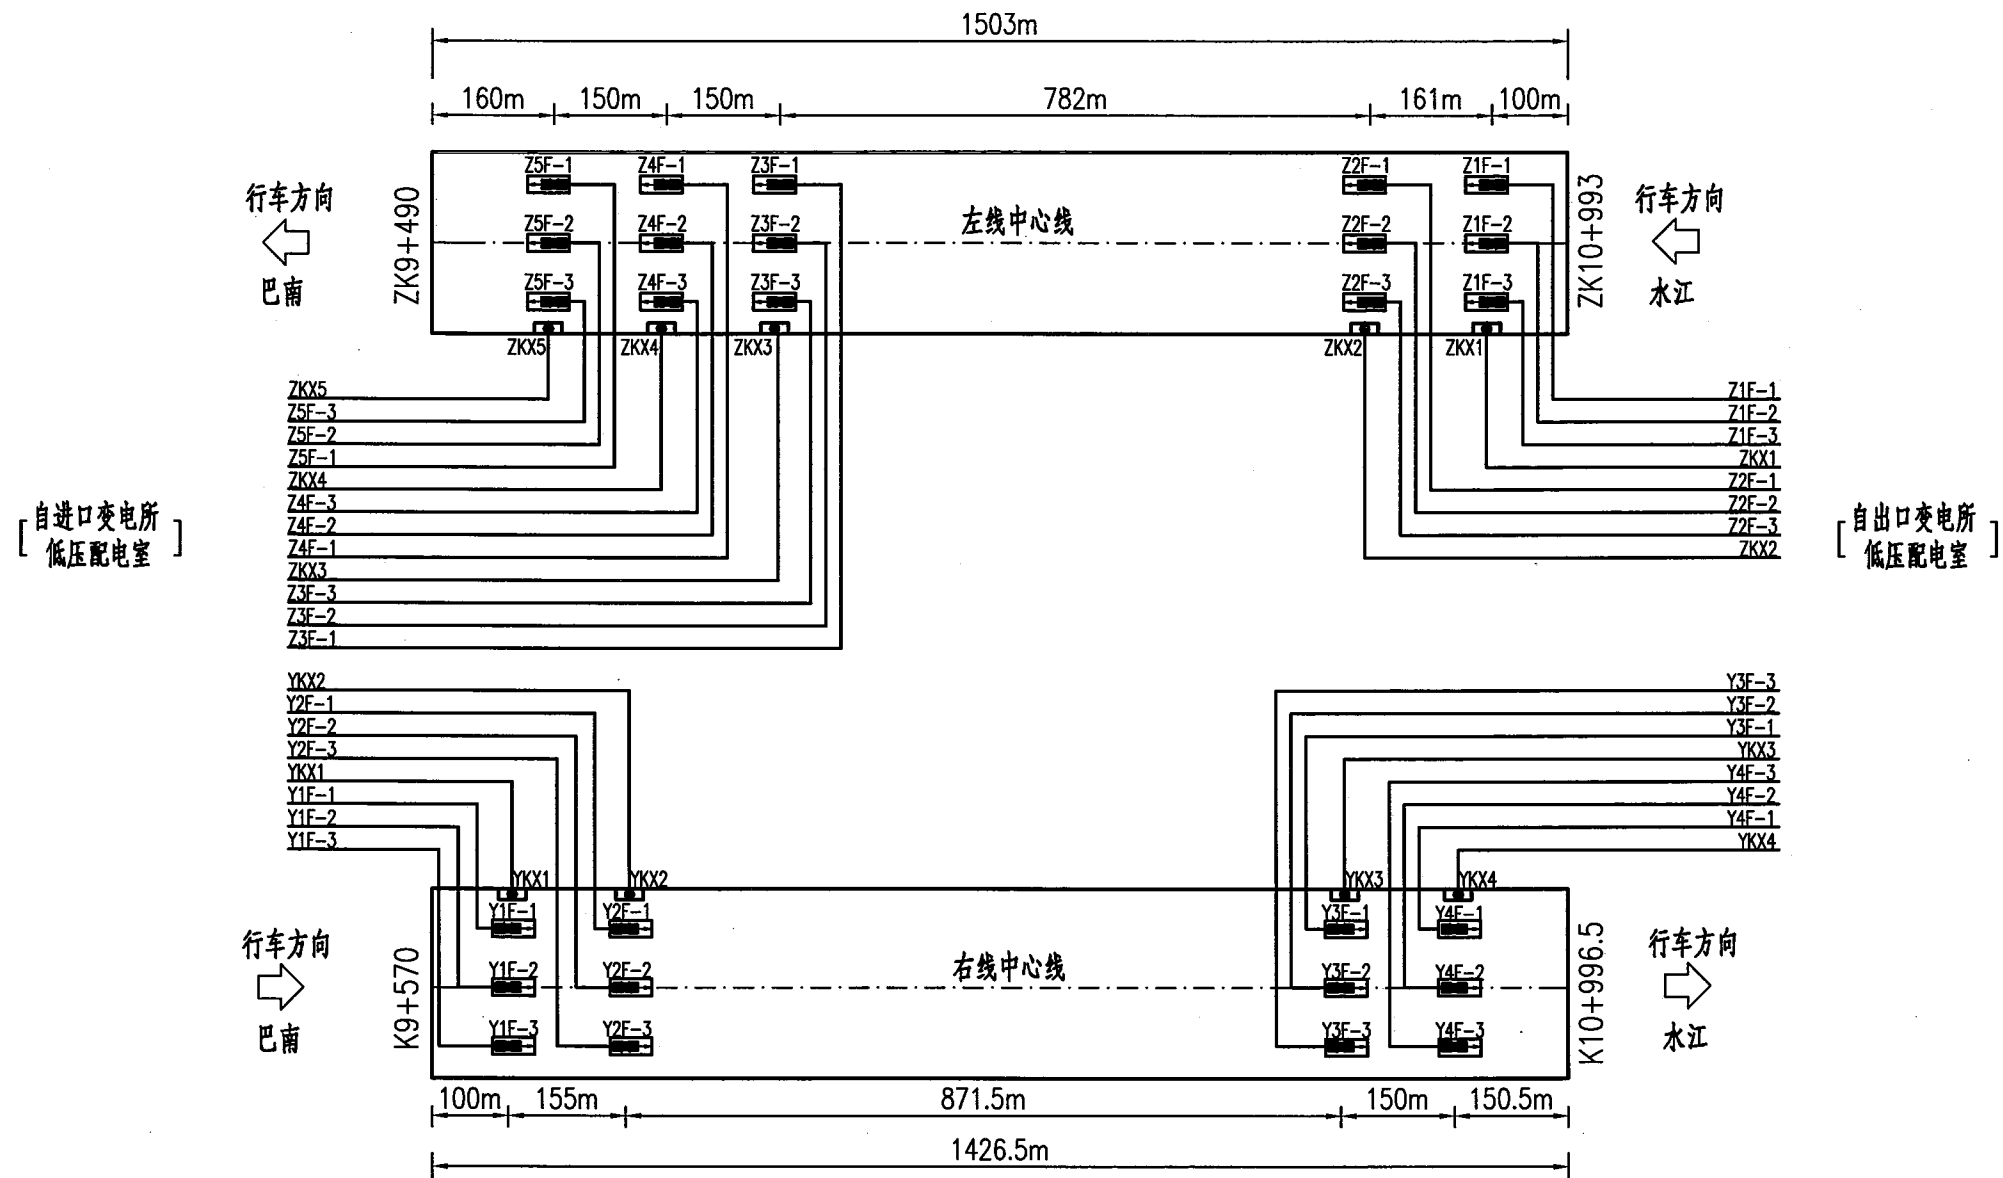 1503m
160m 150m 150m 782m 161m 100m
Z5F-1 Z4F-1 Z3F-1 Z2F-1 Z1F-1
行车方向 ZK9+490 左线中心线 ZK10+993 行车方向
Z5F-2 Z4F-2 Z3F-2 Z2F-2 Z1F-2
巴南 水江
Z5F-3 Z4F-3 Z3F-3 Z2F-3 Z1F-3
ZKX5 ZKX4 ZKX3 ZKX2 ZKX1
ZKX5 Z1F-1
Z5F-3 Z1F-2
Z5F-2 Z1F-3
Z5F-1 ZKX1
ZKX4 Z2F-1
Z4F-3 Z2F-2
Z4F-2 Z2F-3
Z4F-1 ZKX2
ZKX3
Z3F-3
Z3F-2
Z3F-1
[自进口变电所
低压配电室]
[自出口变电所
低压配电室]
YKX2 Y3F-3
Y2F-1 Y3F-2
Y2F-2 Y3F-1
Y2F-3 YKX3
YKX1 Y4F-3
Y1F-1 Y4F-2
Y1F-2 Y4F-1
Y1F-3 YKX4
YKX1 YKX2 YKX3 YKX4
Y1F-1 Y2F-1 Y3F-1 Y4F-1
行车方向 K9+570 右线中心线 K10+996.5 行车方向
Y1F-2 Y2F-2 Y3F-2 Y4F-2
巴南 水江
Y1F-3 Y2F-3 Y3F-3 Y4F-3
100m 155m 871.5m 150m 150.5m
1426.5m